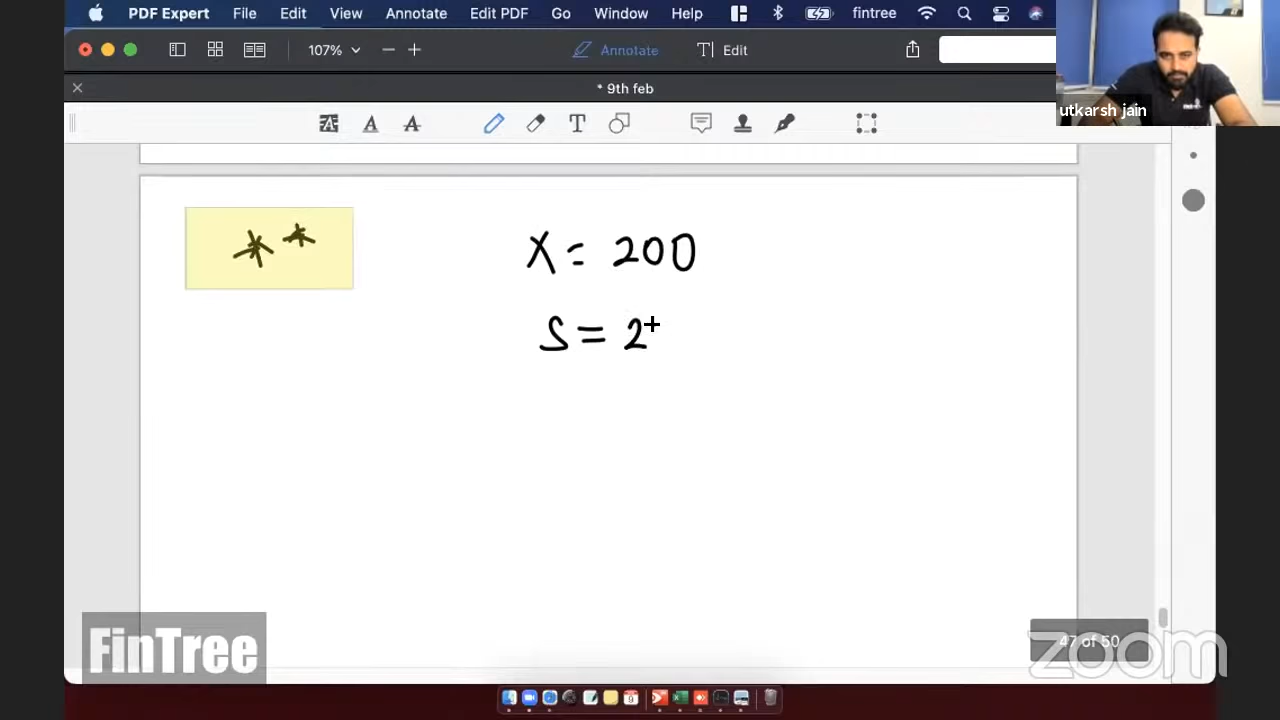 PDF Expert File Edit View Annotate Edit PDF Go Window Help fintree
107% Annotate T Edit
utkarsh jain
* 9th feb
A A A T
** X = 200
S = 2
FinTree
47 of 50
zoom